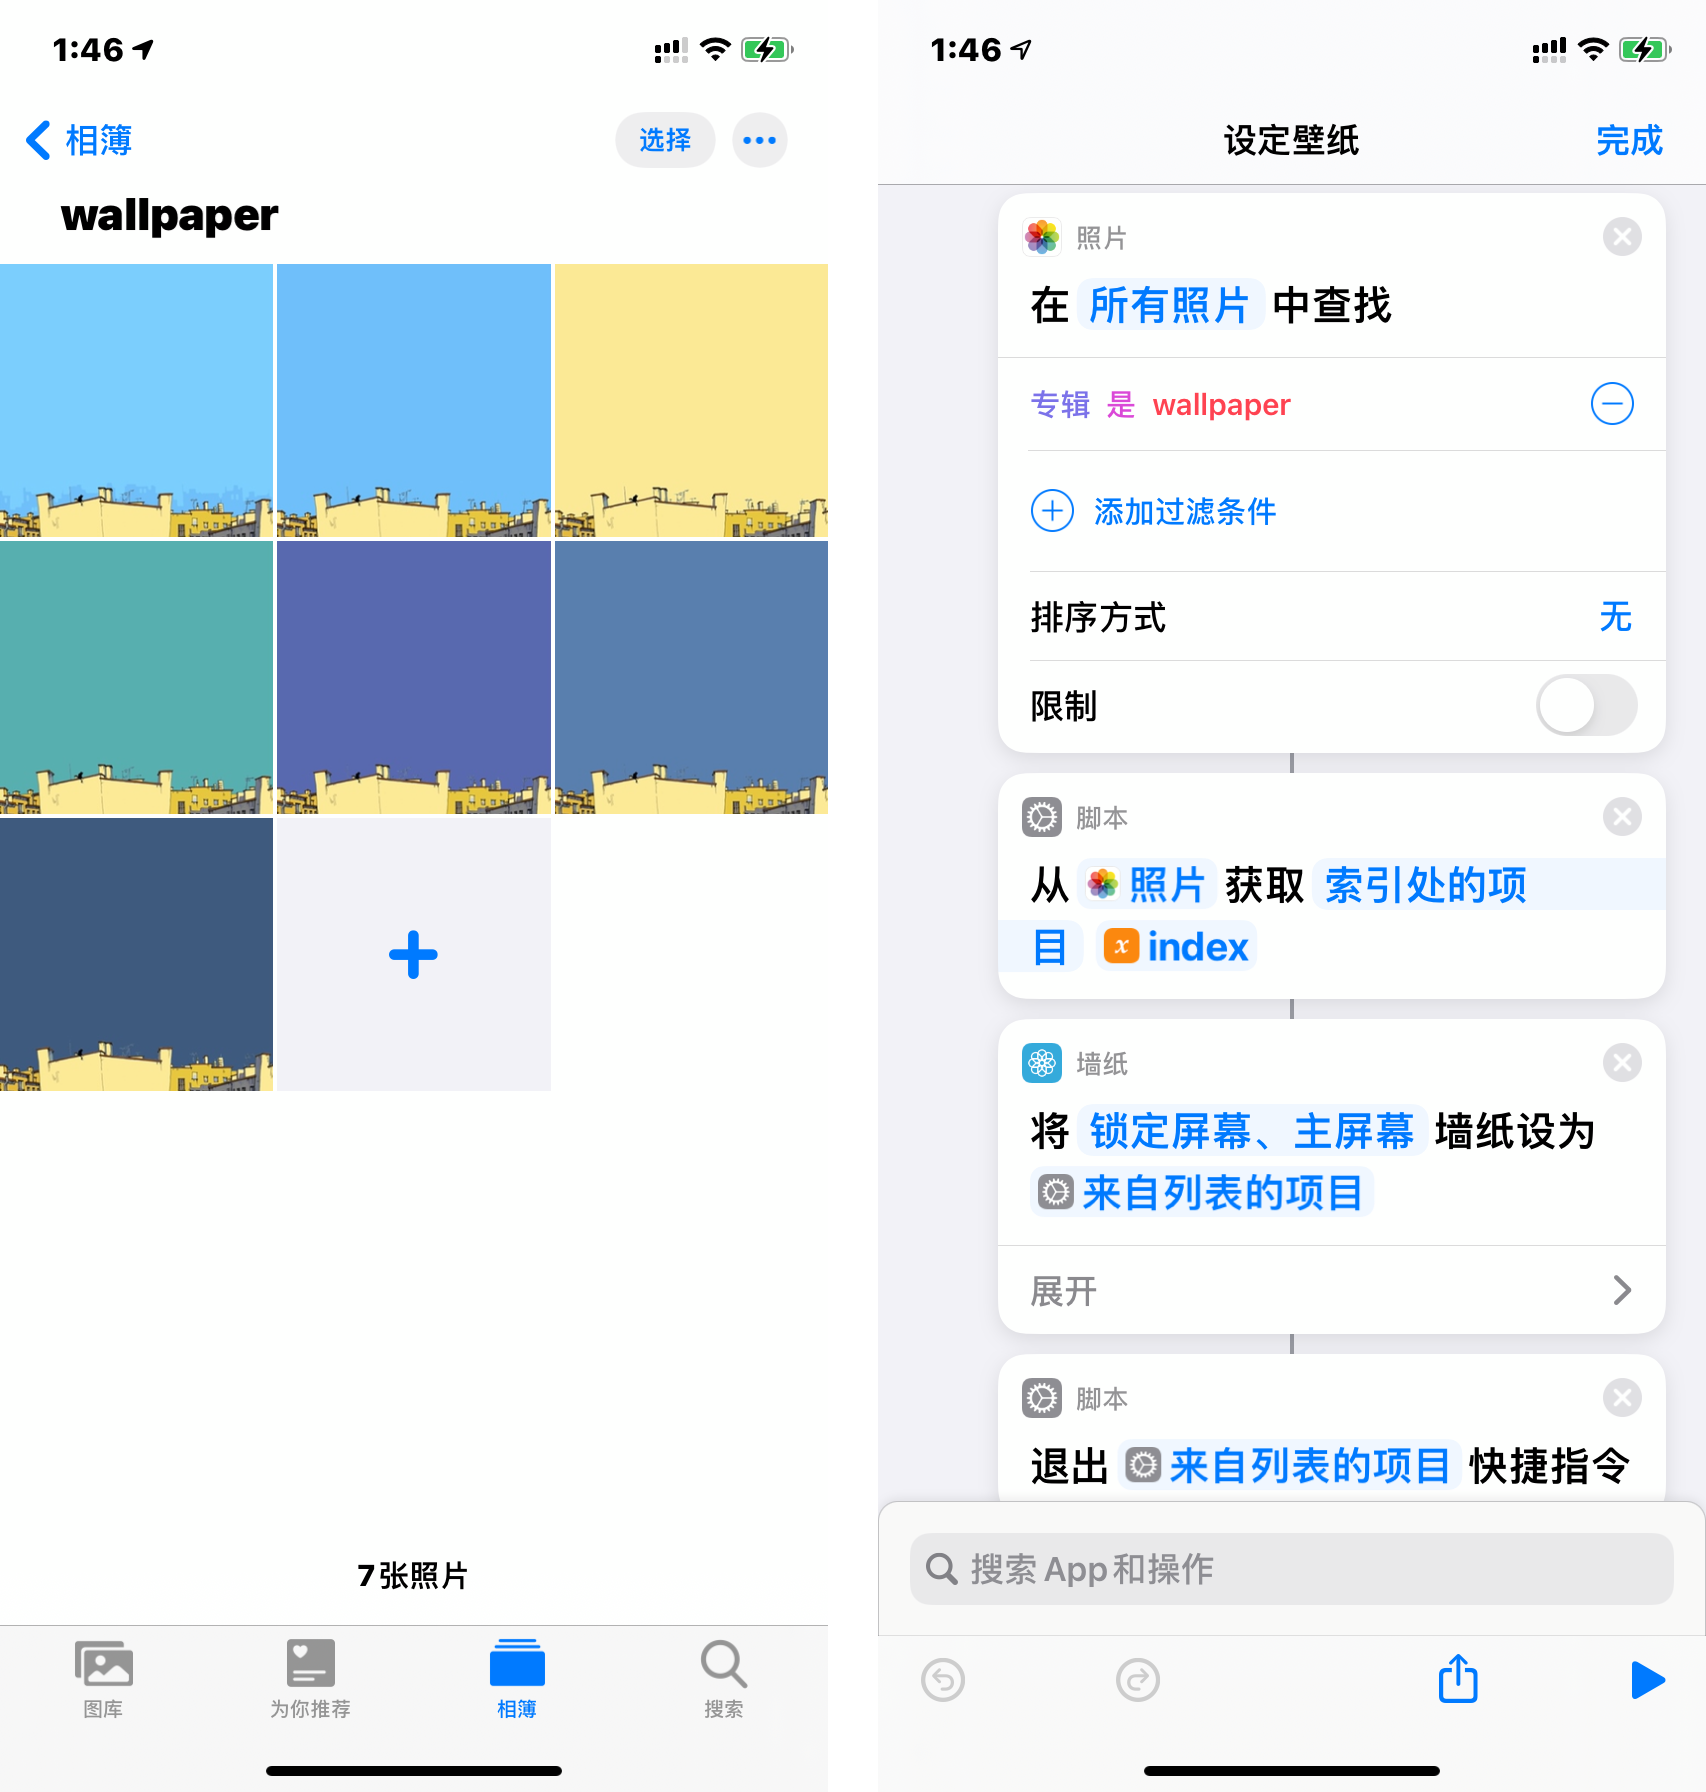 1:46
相簿
选择
wallpaper
7张照片
图库
为你推荐
相簿
搜索
1:46
设定壁纸
完成
照片
在 所有照片 中查找
专辑 是 wallpaper
添加过滤条件
排序方式
无
限制
脚本
从 照片 获取 索引处的项
目 x index
墙纸
将 锁定屏幕、主屏幕 墙纸设为
来自列表的项目
展开
脚本
退出 来自列表的项目 快捷指令
搜索 App和操作